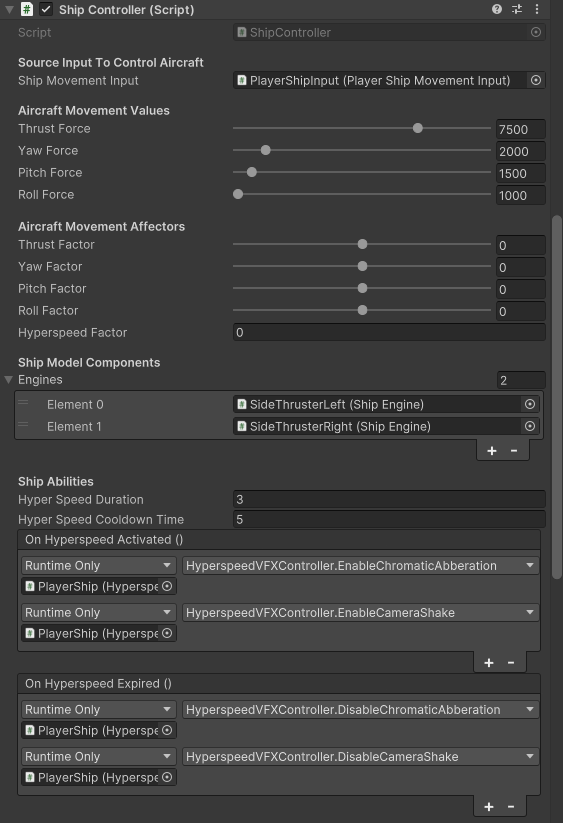 Ship Controller (Script)
Script ShipController
Source Input To Control Aircraft
Ship Movement Input PlayerShipInput (Player Ship Movement Input)
Aircraft Movement Values
Thrust Force 7500
Yaw Force 2000
Pitch Force 1500
Roll Force 1000
Aircraft Movement Affectors
Thrust Factor 0
Yaw Factor 0
Pitch Factor 0
Roll Factor 0
Hyperspeed Factor 0
Ship Model Components
Engines 2
Element 0 SideThrusterLeft (Ship Engine)
Element 1 SideThrusterRight (Ship Engine)
+ -
Ship Abilities
Hyper Speed Duration 3
Hyper Speed Cooldown Time 5
On Hyperspeed Activated ()
Runtime Only HyperspeedVFXController.EnableChromaticAbberation
PlayerShip (Hyperspe
Runtime Only HyperspeedVFXController.EnableCameraShake
PlayerShip (Hyperspe
+ -
On Hyperspeed Expired ()
Runtime Only HyperspeedVFXController.DisableChromaticAbberation
PlayerShip (Hyperspe
Runtime Only HyperspeedVFXController.DisableCameraShake
PlayerShip (Hyperspe
+ -